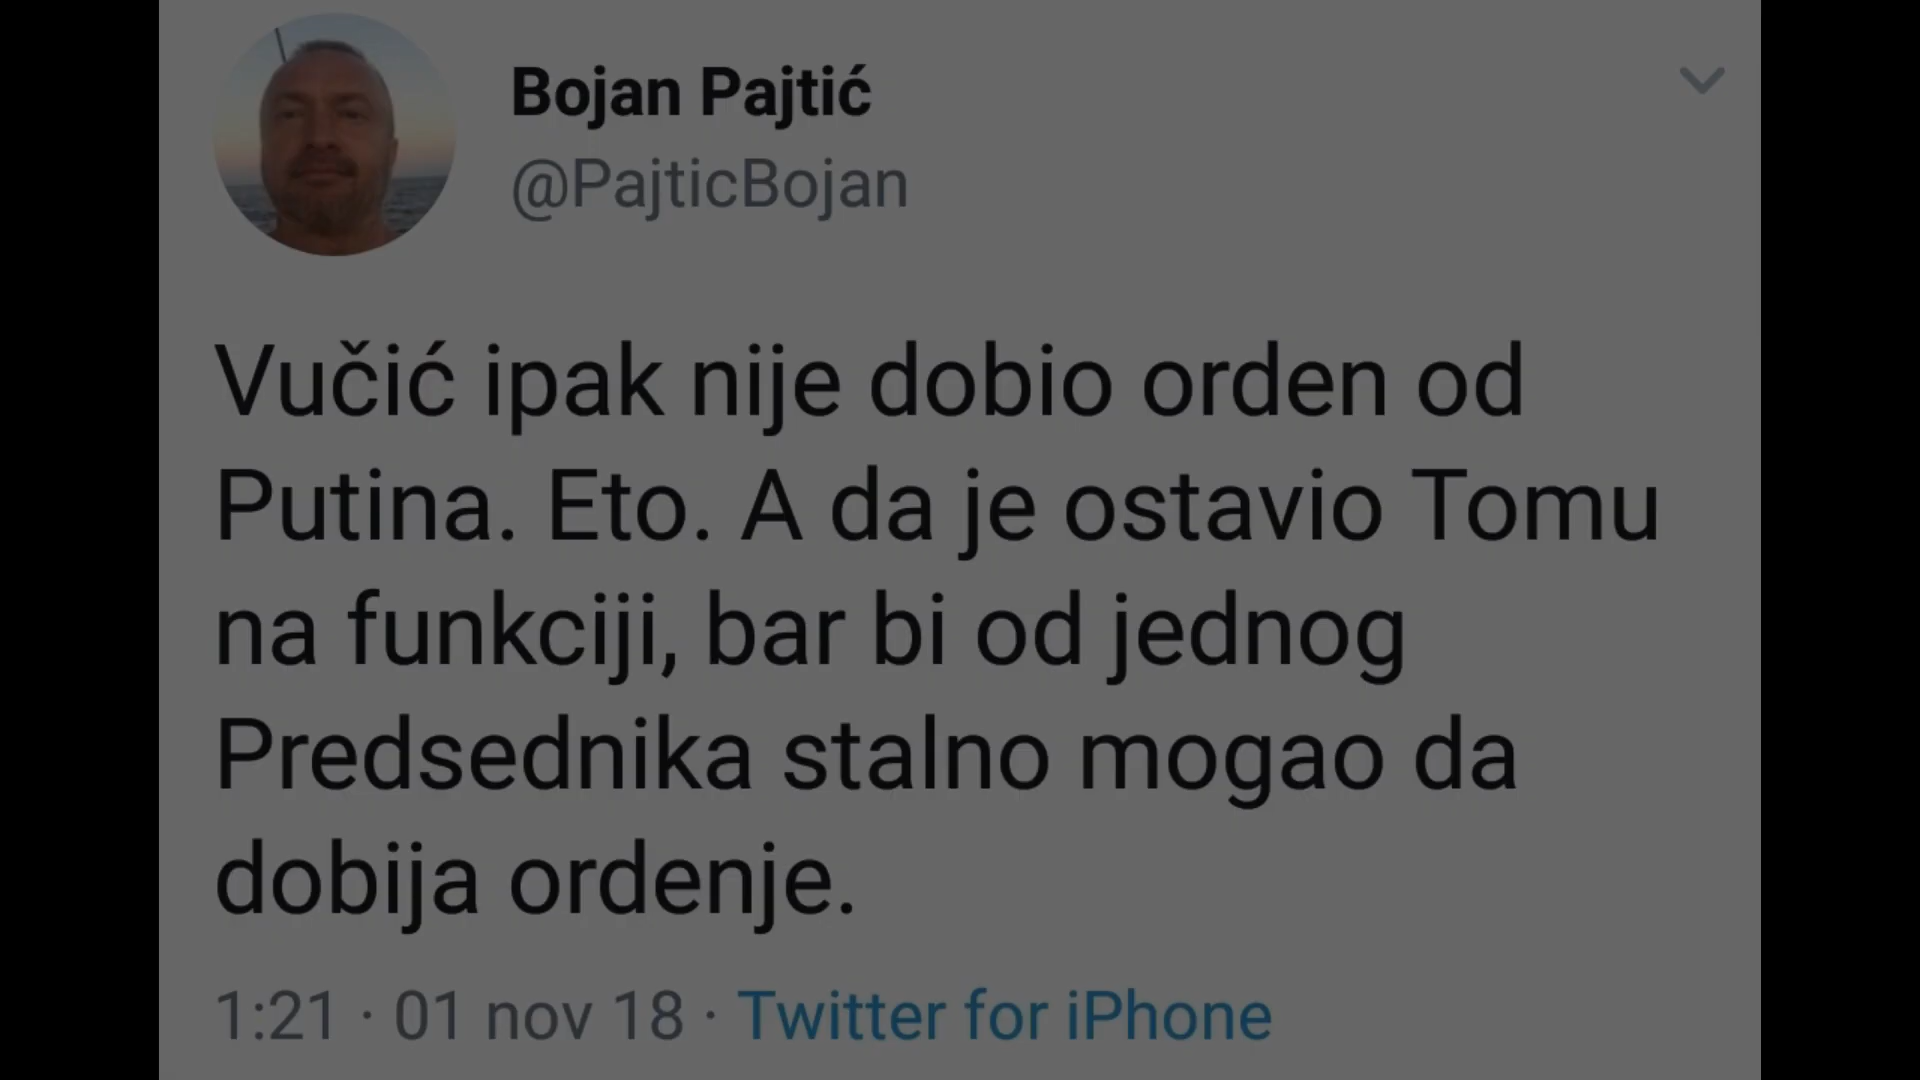 Bojan Pajtić
@PajticBojan
Vučić ipak nije dobio orden od
Putina. Eto. A da je ostavio Tomu
na funkciji, bar bi od jednog
Predsednika stalno mogao da
dobija ordenje.
1:21 · 01 nov 18 · Twitter for iPhone